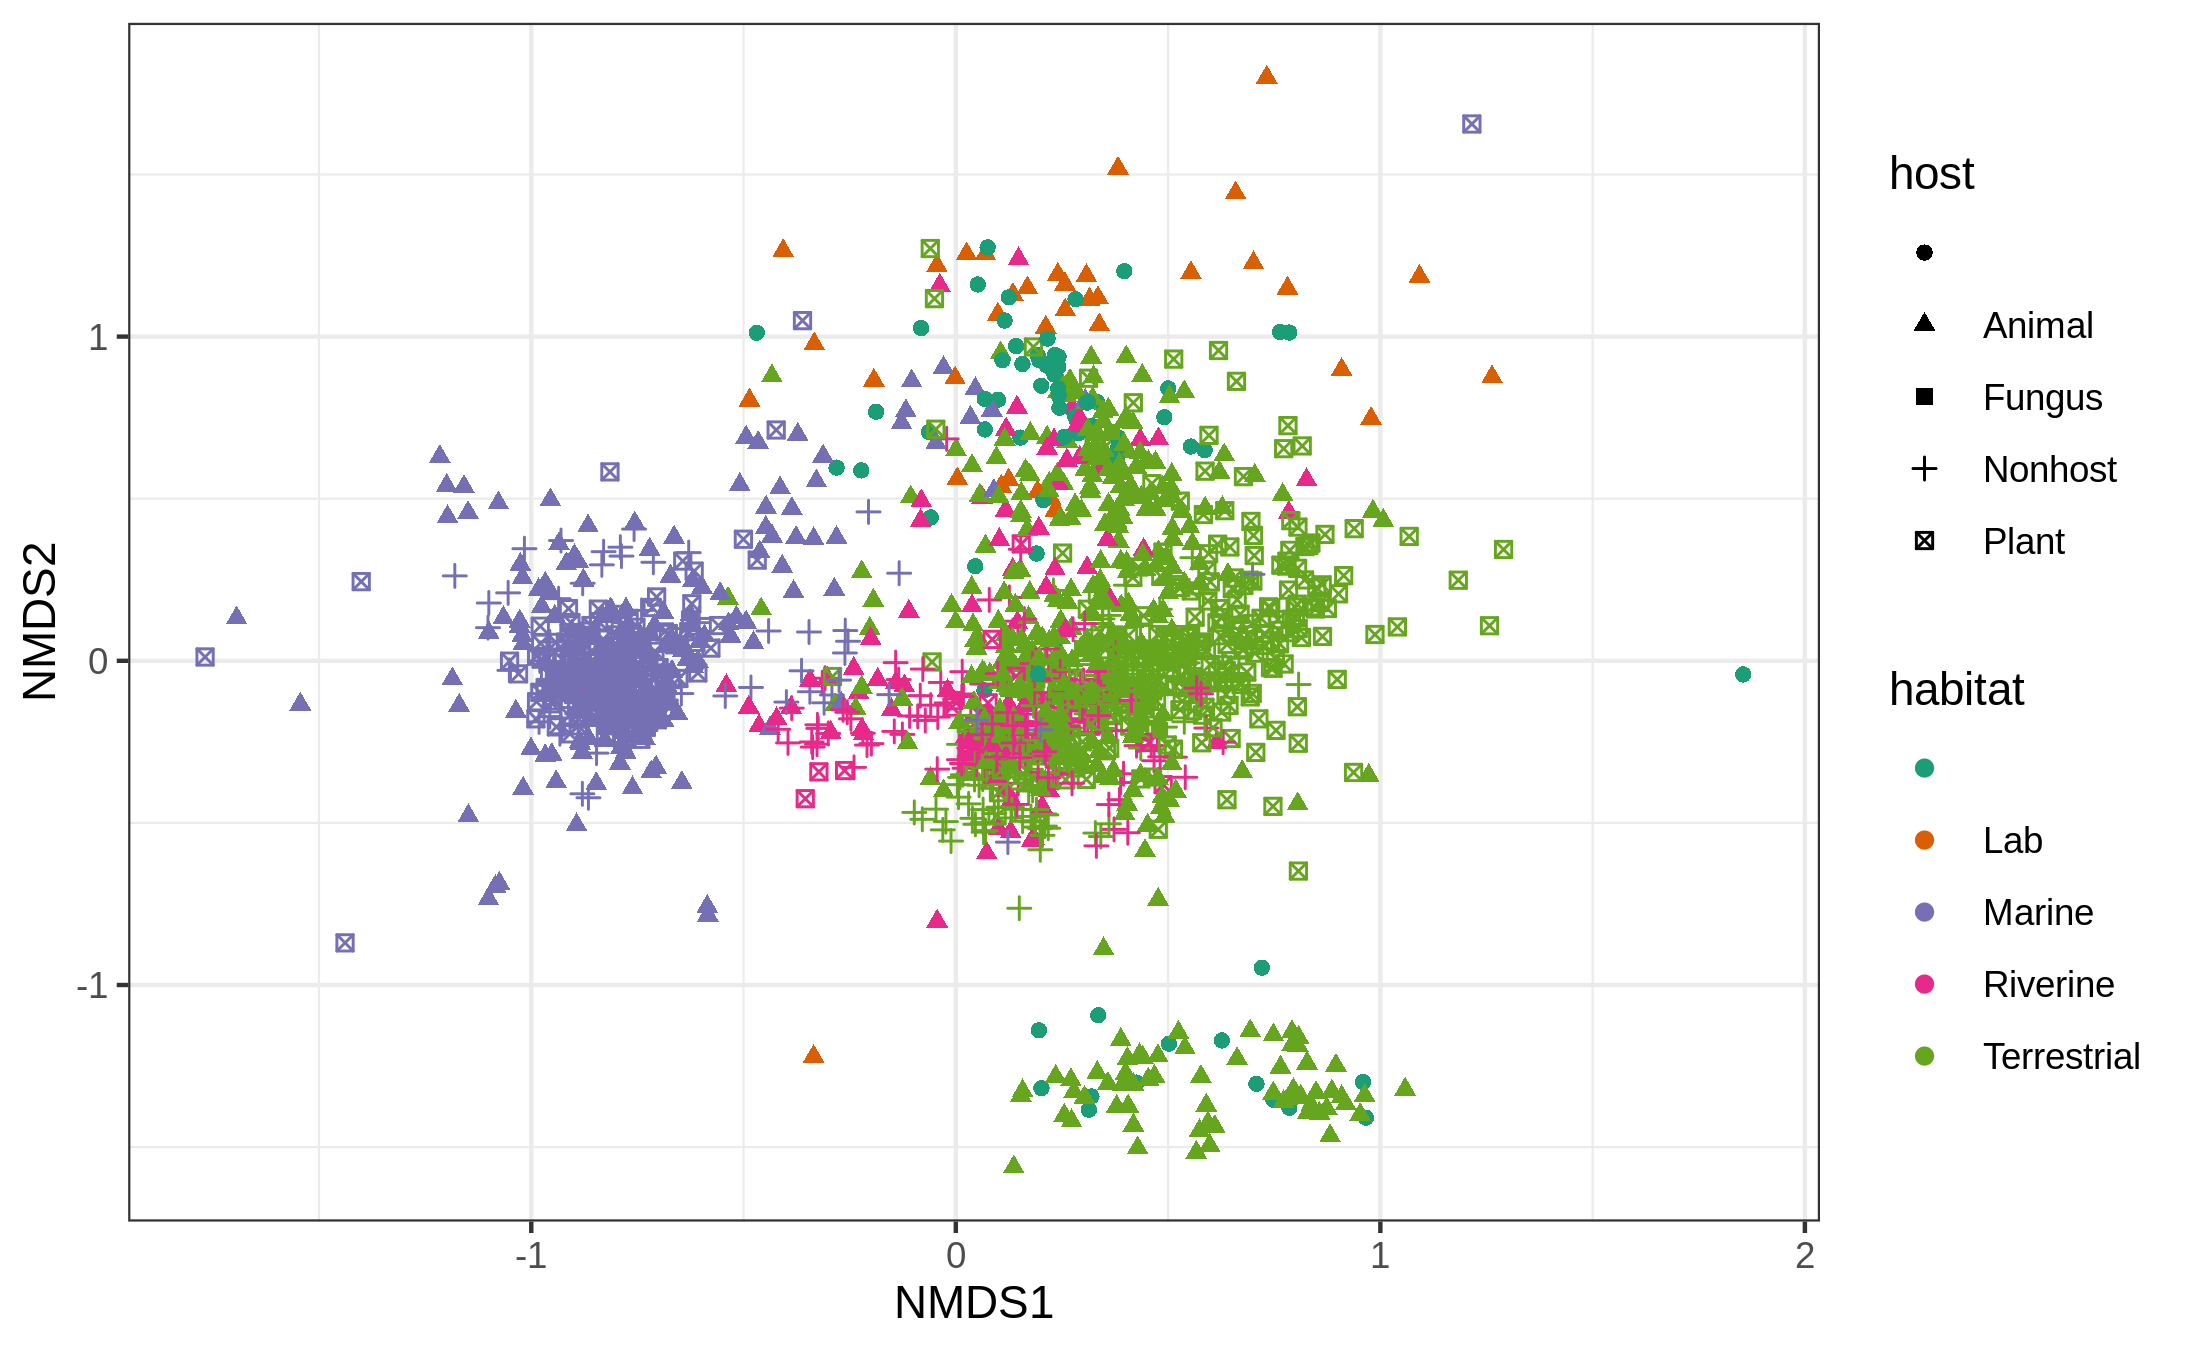 NMDS2
1
0
-1
-1
0
1
2
NMDS1
host
Animal
Fungus
Nonhost
Plant
habitat
Lab
Marine
Riverine
Terrestrial